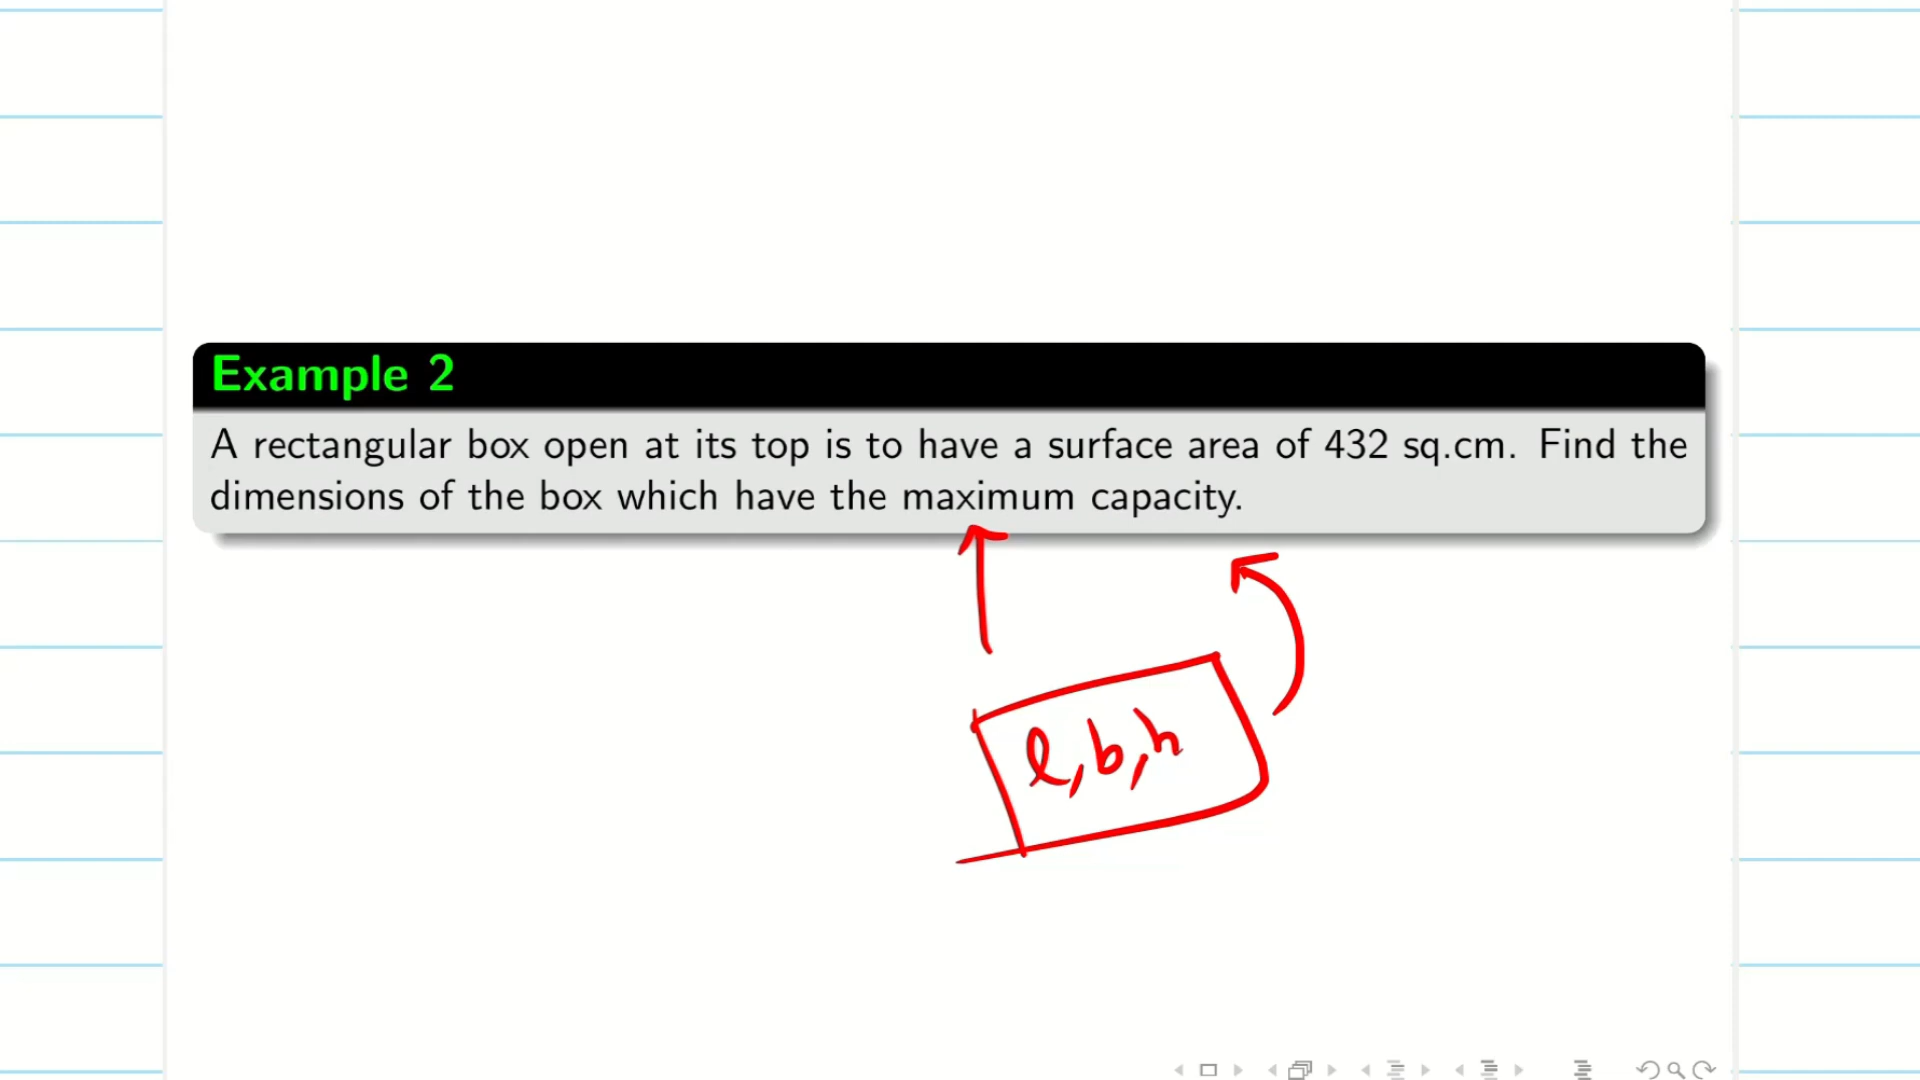 Example 2
A rectangular box open at its top is to have a surface area of 432 sq.cm. Find the
dimensions of the box which have the maximum capacity.
l, b, h